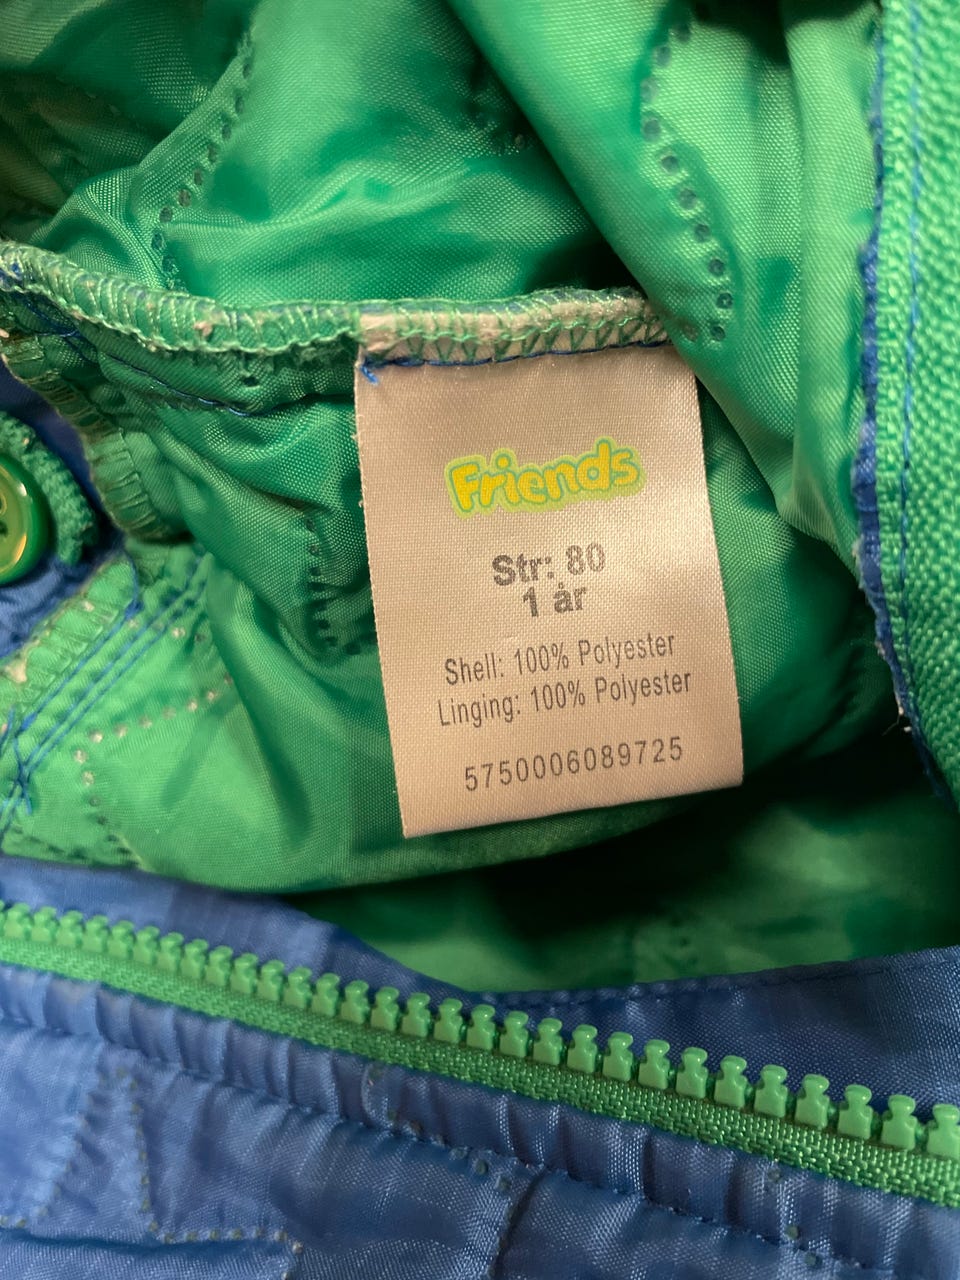 Friends
Str: 80
1 år
Shell: 100% Polyester
Linging: 100% Polyester
5750006089725